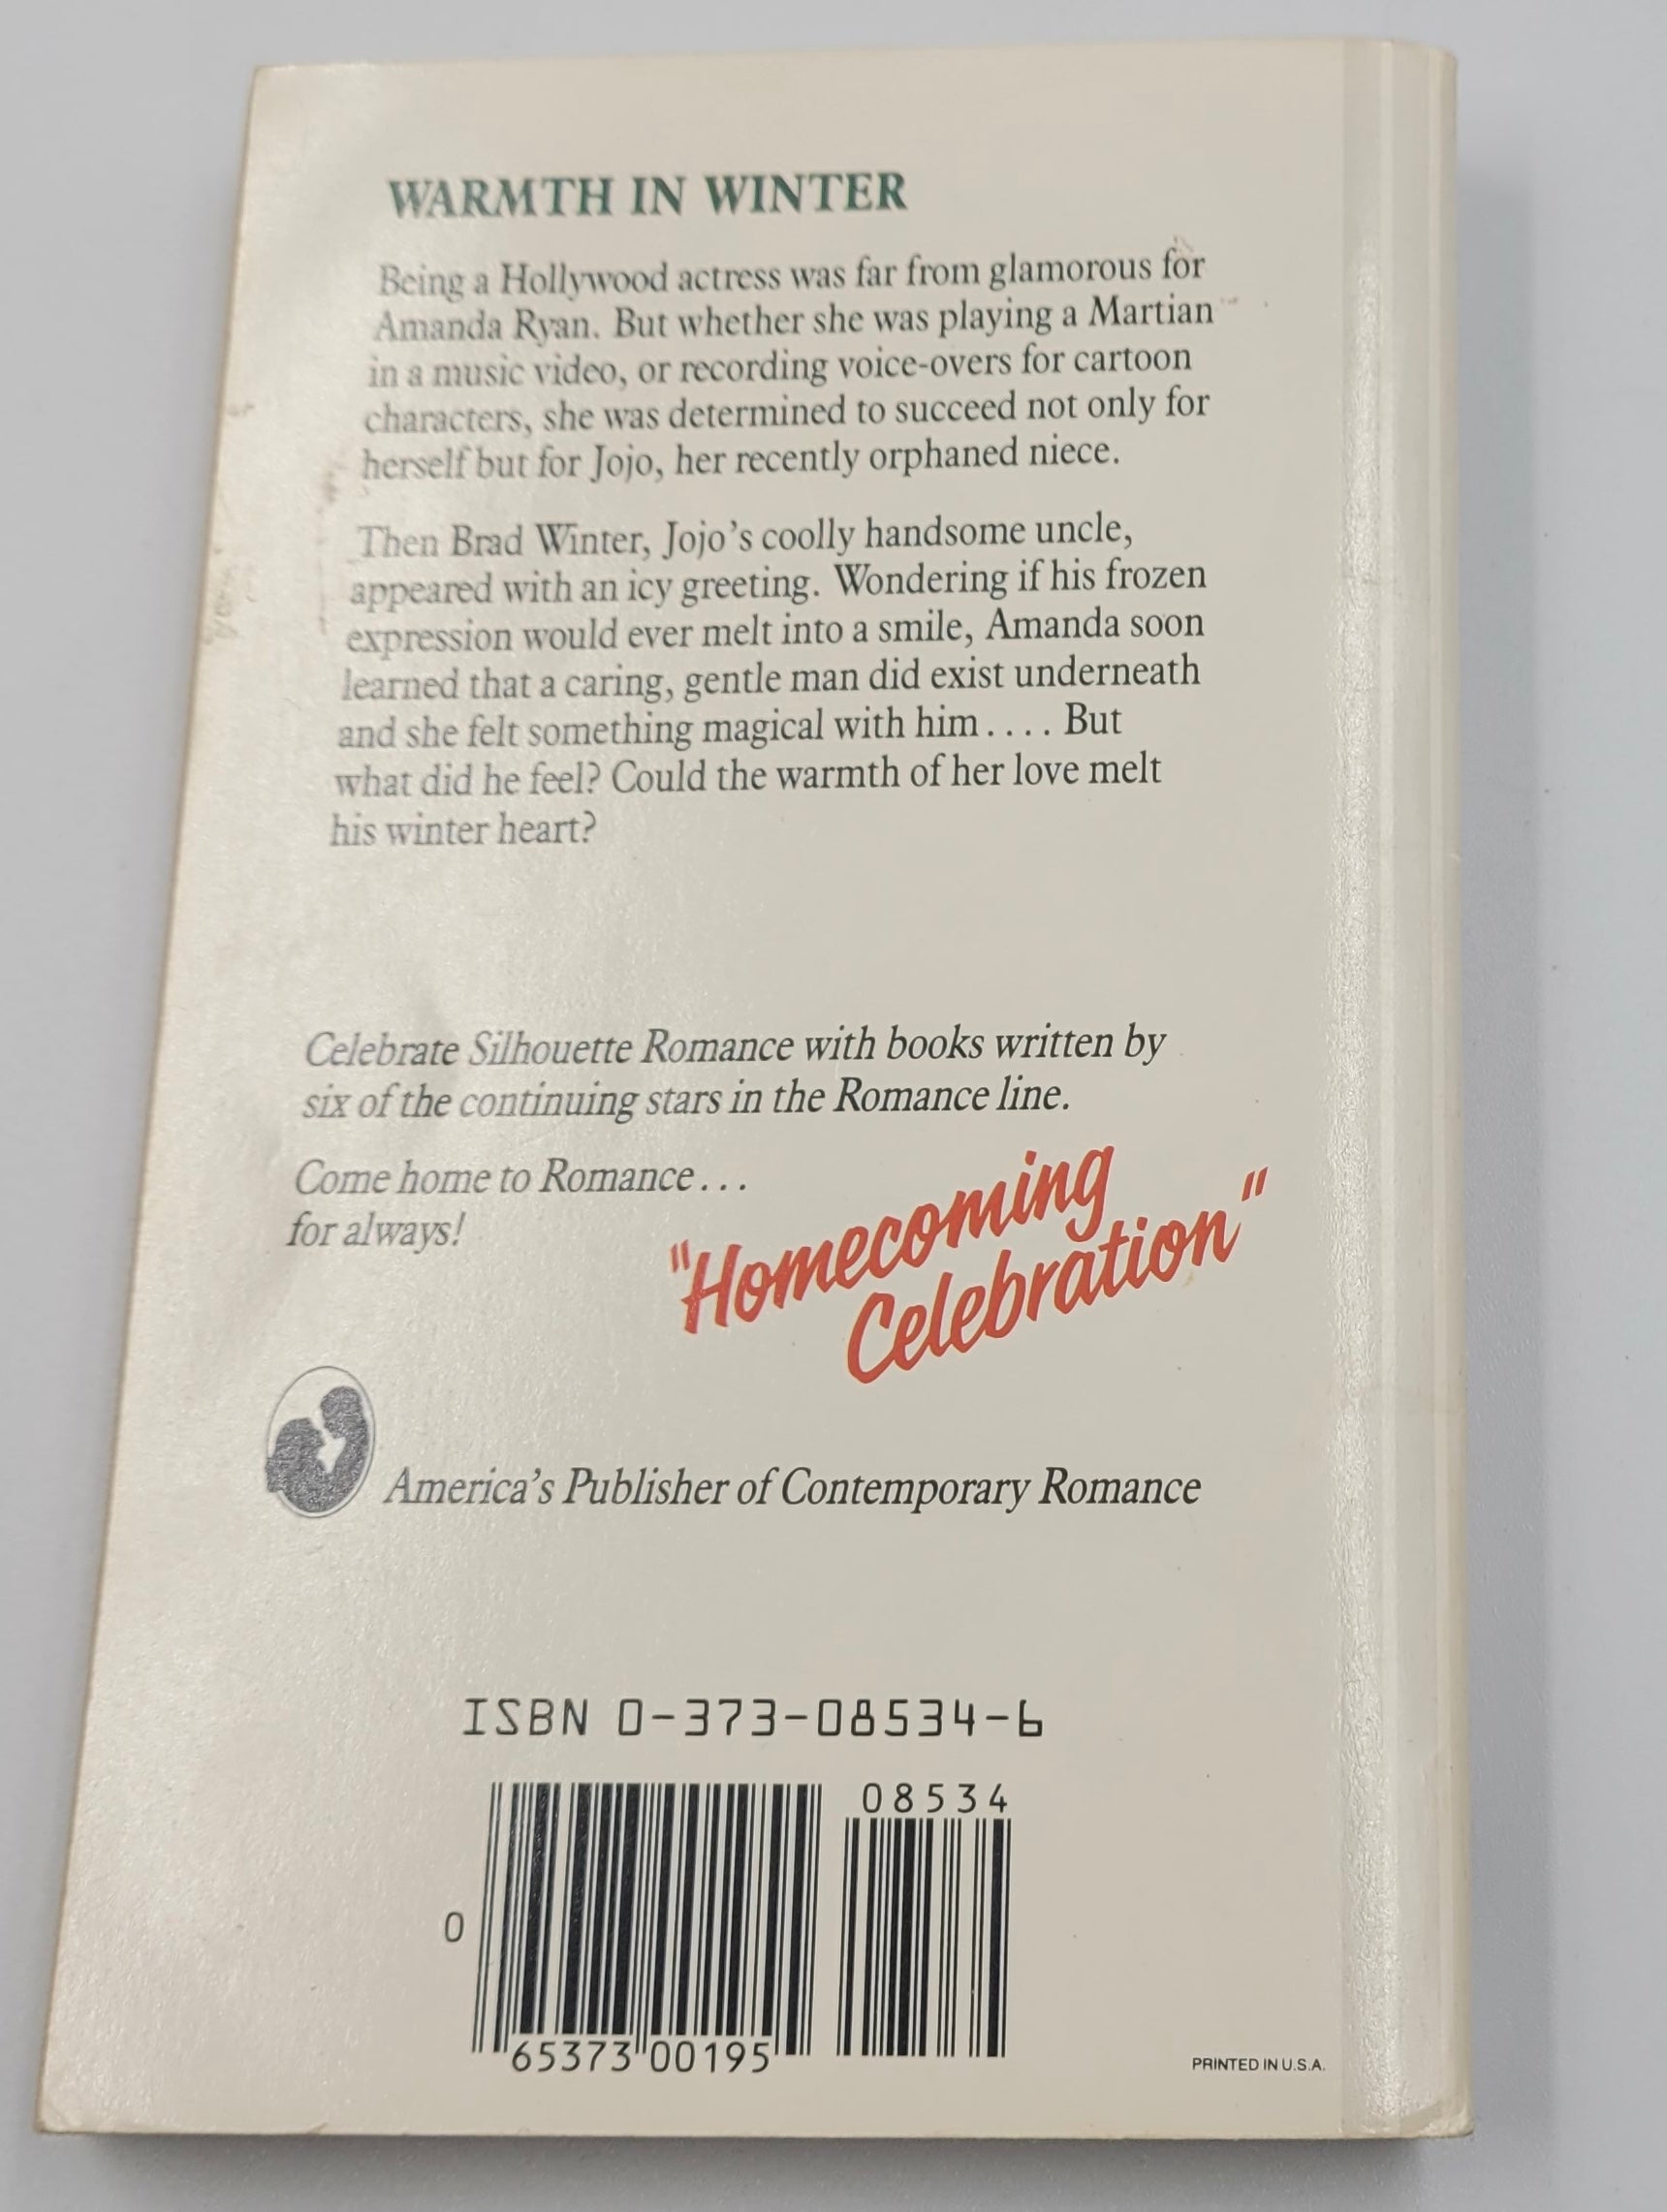 WARMTH IN WINTER
Being a Hollywood actress was far from glamorous for
Amanda Ryan. But whether she was playing a Martian
in a music video, or recording voice-overs for cartoon
characters, she was determined to succeed not only for
herself but for Jojo, her recently orphaned niece.
Then Brad Winter, Jojo's coolly handsome uncle,
appeared with an icy greeting. Wondering if his frozen
expression would ever melt into a smile, Amanda soon
learned that a caring, gentle man did exist underneath
and she felt something magical with him.... But
what did he feel? Could the warmth of her love melt
his winter heart?
Celebrate Silhouette Romance with books written by
six of the continuing stars in the Romance line.
Come home to Romance...
for always!
"Homecoming
Celebration"
America's Publisher of Contemporary Romance
ISBN 0-373-08534-6
08534
0
65373 00195
PRINTED IN U.S.A.